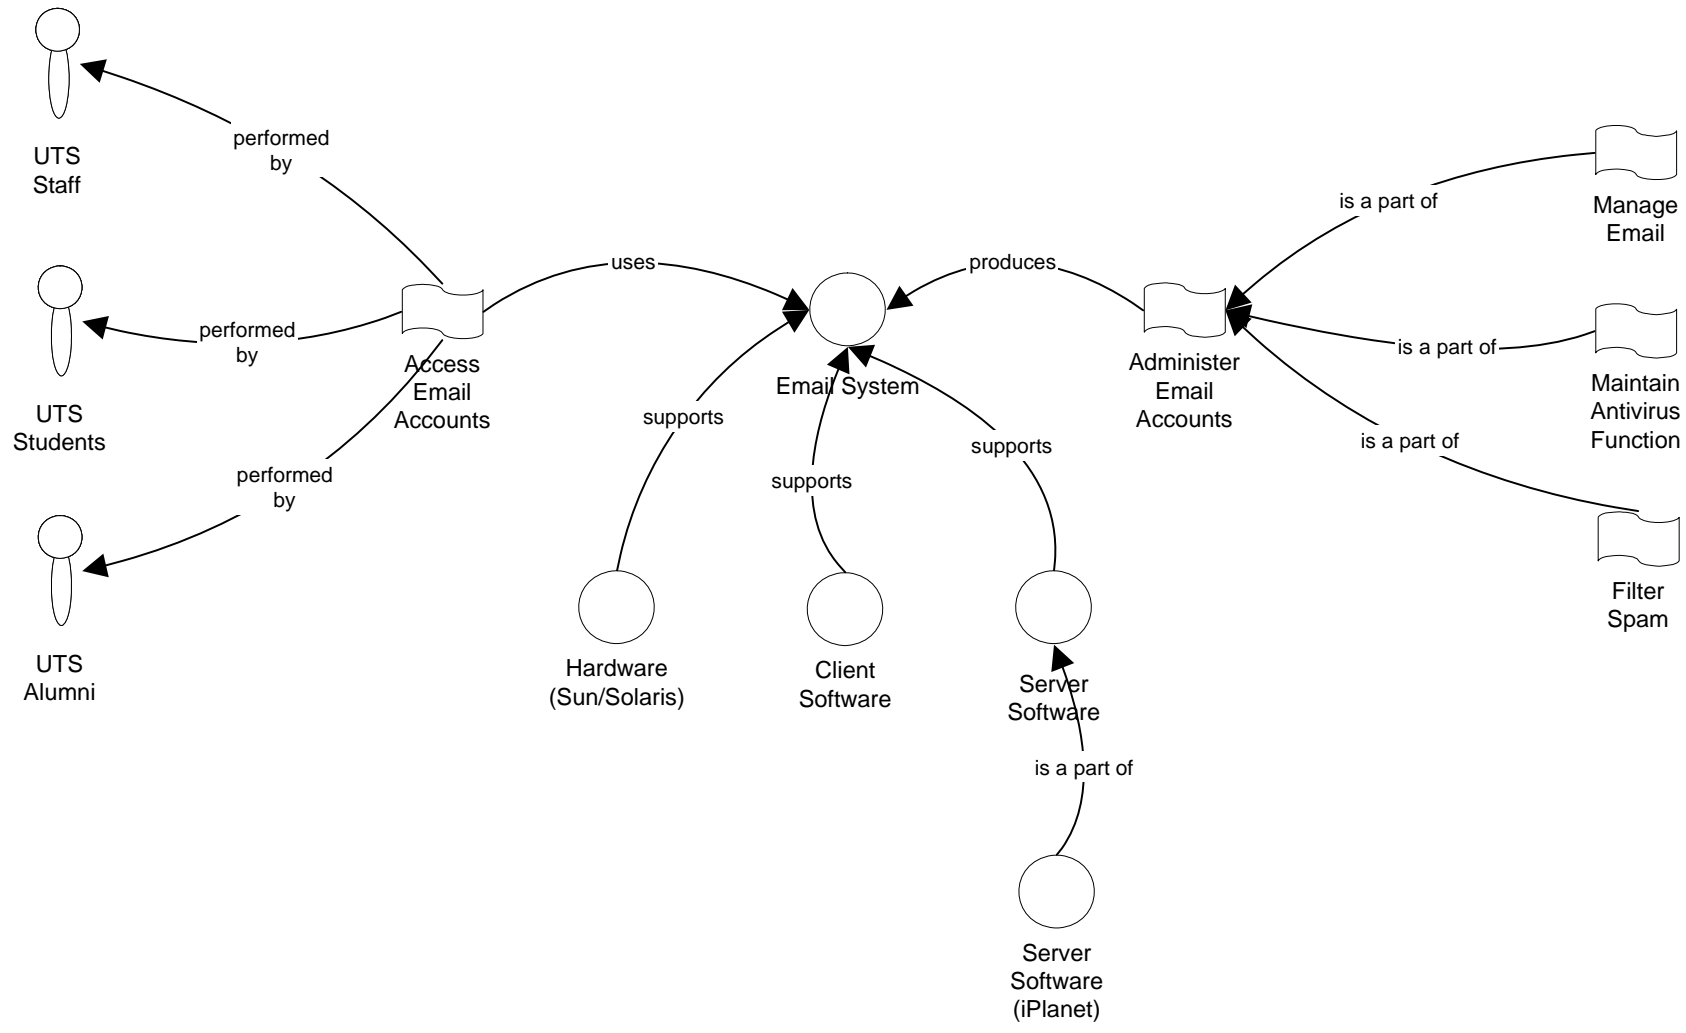 performed
by
UTS
Staff
is a part of
Manage
Email
uses
produces
performed
by
is a part of
Access
Email
Accounts
Email System
Administer
Email
Accounts
Maintain
Antivirus
Function
UTS
Students
supports
supports
is a part of
performed
by
supports
Filter
Spam
UTS
Alumni
Hardware
(Sun/Solaris)
Client
Software
Server
Software
is a part of
Server
Software
(iPlanet)